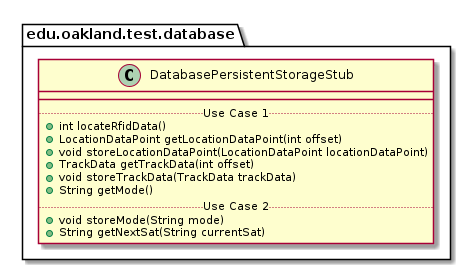 edu.oakland.test.database
C DatabasePersistentStorageStub
Use Case 1
int locateRfidData()
LocationDataPoint getLocationDataPoint(int offset)
void storeLocationDataPoint(LocationDataPoint locationDataPoint)
TrackData getTrackData(int offset)
void storeTrackData(TrackData trackData)
String getMode()
Use Case 2
void storeMode(String mode)
String getNextSat(String currentSat)